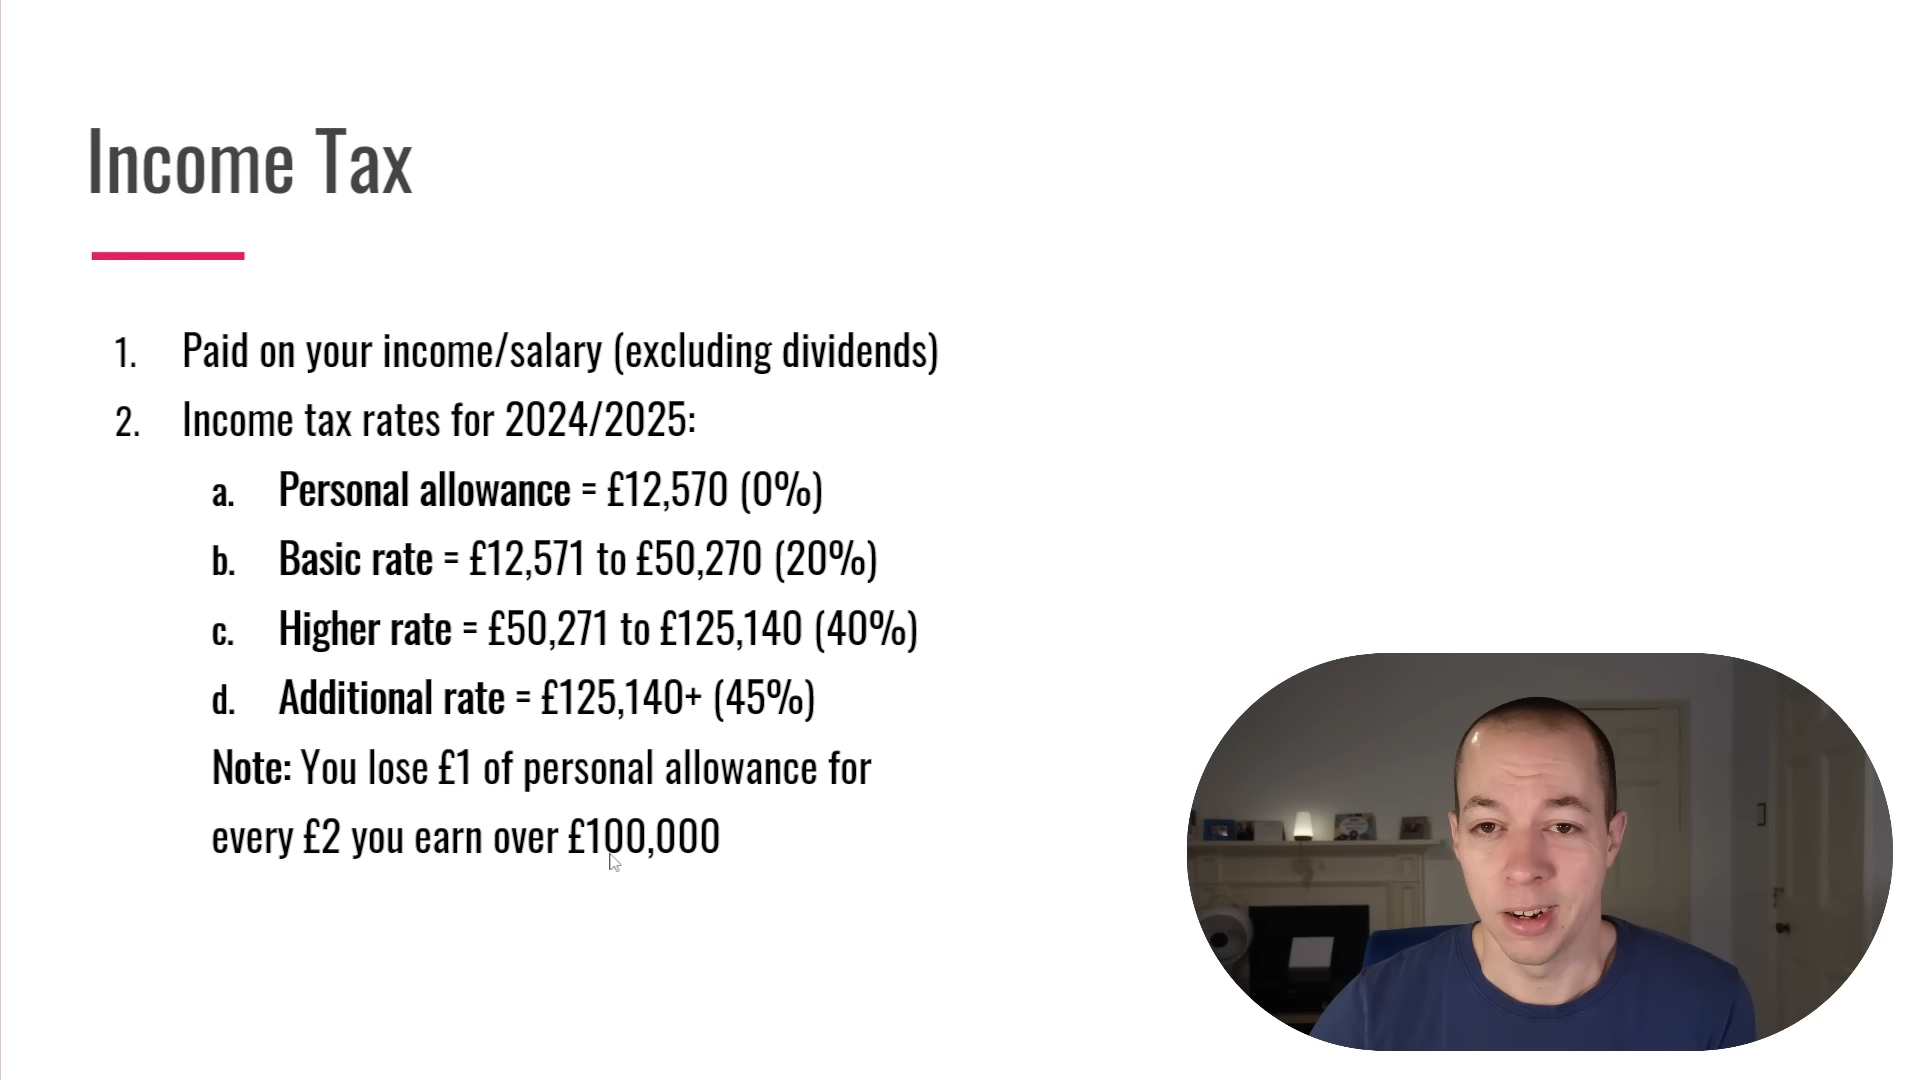 Income Tax
1. Paid on your income/salary (excluding dividends)
2. Income tax rates for 2024/2025:
a. Personal allowance = £12,570 (0%)
b. Basic rate = £12,571 to £50,270 (20%)
c. Higher rate = £50,271 to £125,140 (40%)
d. Additional rate = £125,140+ (45%)
Note: You lose £1 of personal allowance for
every £2 you earn over £100,000